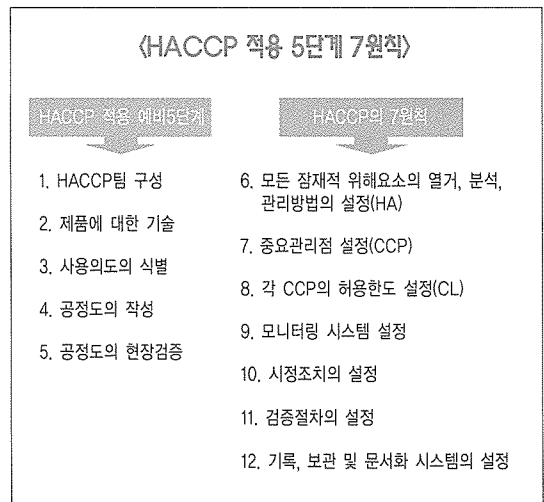 〈HACCP 적용 5단계 7원칙〉
HACCP 적용 예비5단계
1. HACCP팀 구성
2. 제품에 대한 기술
3. 사용의도의 식별
4. 공정도의 작성
5. 공정도의 현장검증
HACCP의 7원칙
6. 모든 잠재적 위해요소의 열거, 분석,
관리방법의 설정(HA)
7. 중요관리점 설정(CCP)
8. 각 CCP의 허용한도 설정(CL)
9. 모니터링 시스템 설정
10. 시정조치의 설정
11. 검증절차의 설정
12. 기록, 보관 및 문서화 시스템의 설정